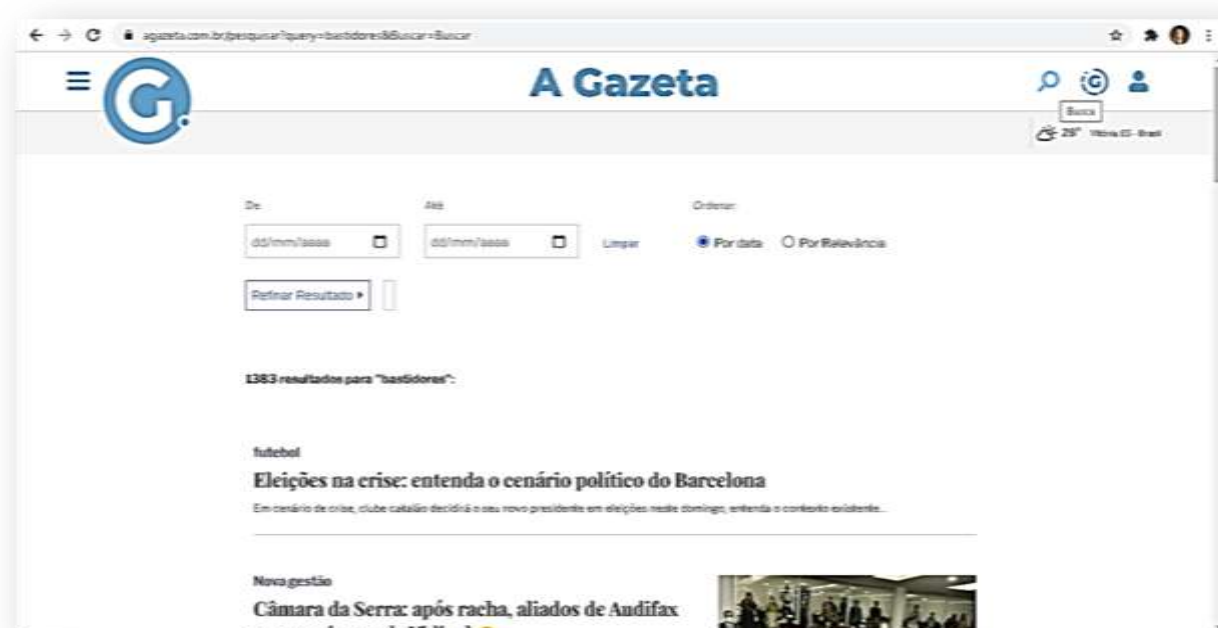 agazeta.com.br/pesquisar?query=bastidores&Buscar=Buscar
G.
A Gazeta
G
Busca
29° Vitória ES - Brasil
De: Até: Ordenar:
dd/mm/aaaa dd/mm/aaaa Limpar Por data Por Relevância
Refinar Resultado
1383 resultados para "bastidores":
futebol
Eleições na crise: entenda o cenário político do Barcelona
Em cenário de crise, clube catalão decidirá o seu novo presidente em eleições neste domingo, entenda o contexto existente...
Nova gestão
Câmara da Serra: após racha, aliados de Audifax